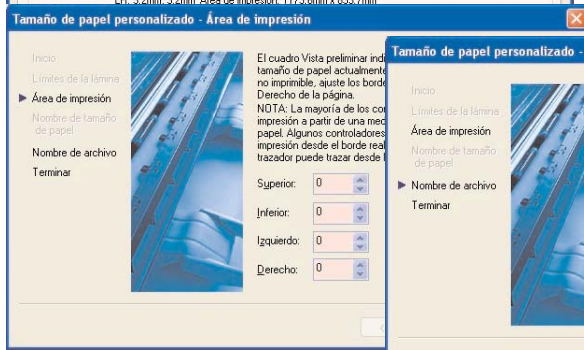 Tamaño de papel personalizado - Área de impresión
Inicio
Límites de la lámina
Área de impresión
Nombre de tamaño
de papel
Nombre de archivo
Terminar
El cuadro Vista preliminar indi
tamaño de papel actualmente
no imprimible, ajuste los borde
Derecho de la página.
NOTA: La mayoría de los con
impresión a partir de una med
papel. Algunos controladores
impresión desde el borde real
trazador puede trazar desde
Superior: 0
Inferior: 0
Izquierdo: 0
Derecho: 0
Tamaño de papel personalizado -
Inicio
Límites de la lámina
Área de impresión
Nombre de tamaño
de papel
Nombre de archivo
Terminar